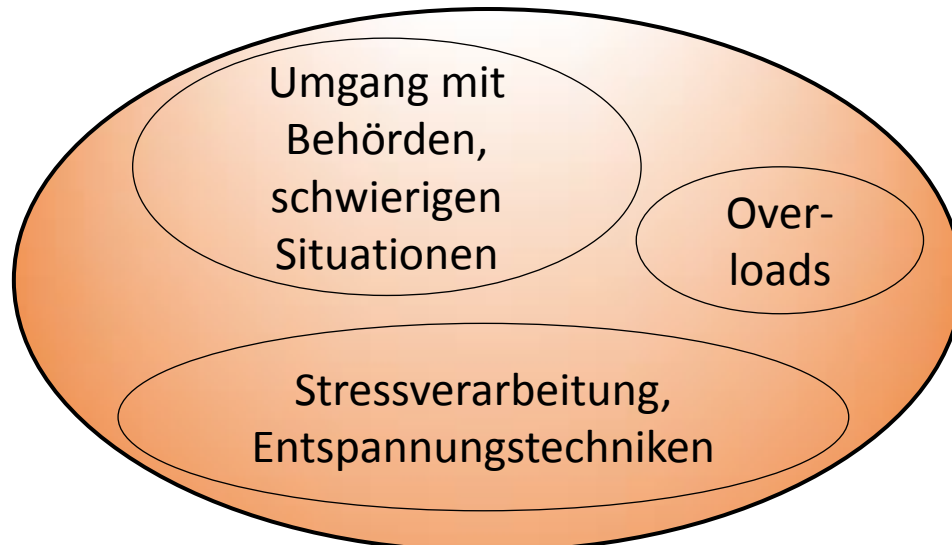 Umgang mit
Behörden,
schwierigen
Situationen
Over-
loads
Stressverarbeitung,
Entspannungstechniken